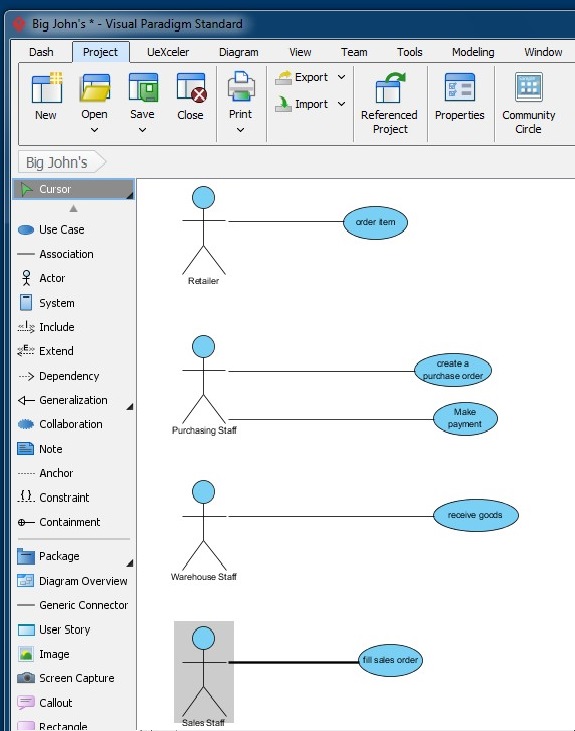 Big John's * - Visual Paradigm Standard
Dash Project UeXceler Diagram View Team Tools Modeling Window
New
Open
Save
Close
Print
Export
Import
Referenced
Project
Properties
Community
Circle
Big John's
Cursor
Use Case
Association
Actor
System
Include
Extend
Dependency
Generalization
Collaboration
Note
Anchor
{ } Constraint
Containment
Package
Diagram Overview
Generic Connector
User Story
Image
Screen Capture
Callout
Rectangle
order item
Retailer
create a
purchase order
Make
payment
Purchasing Staff
receive goods
Warehouse Staff
fill sales order
Sales Staff